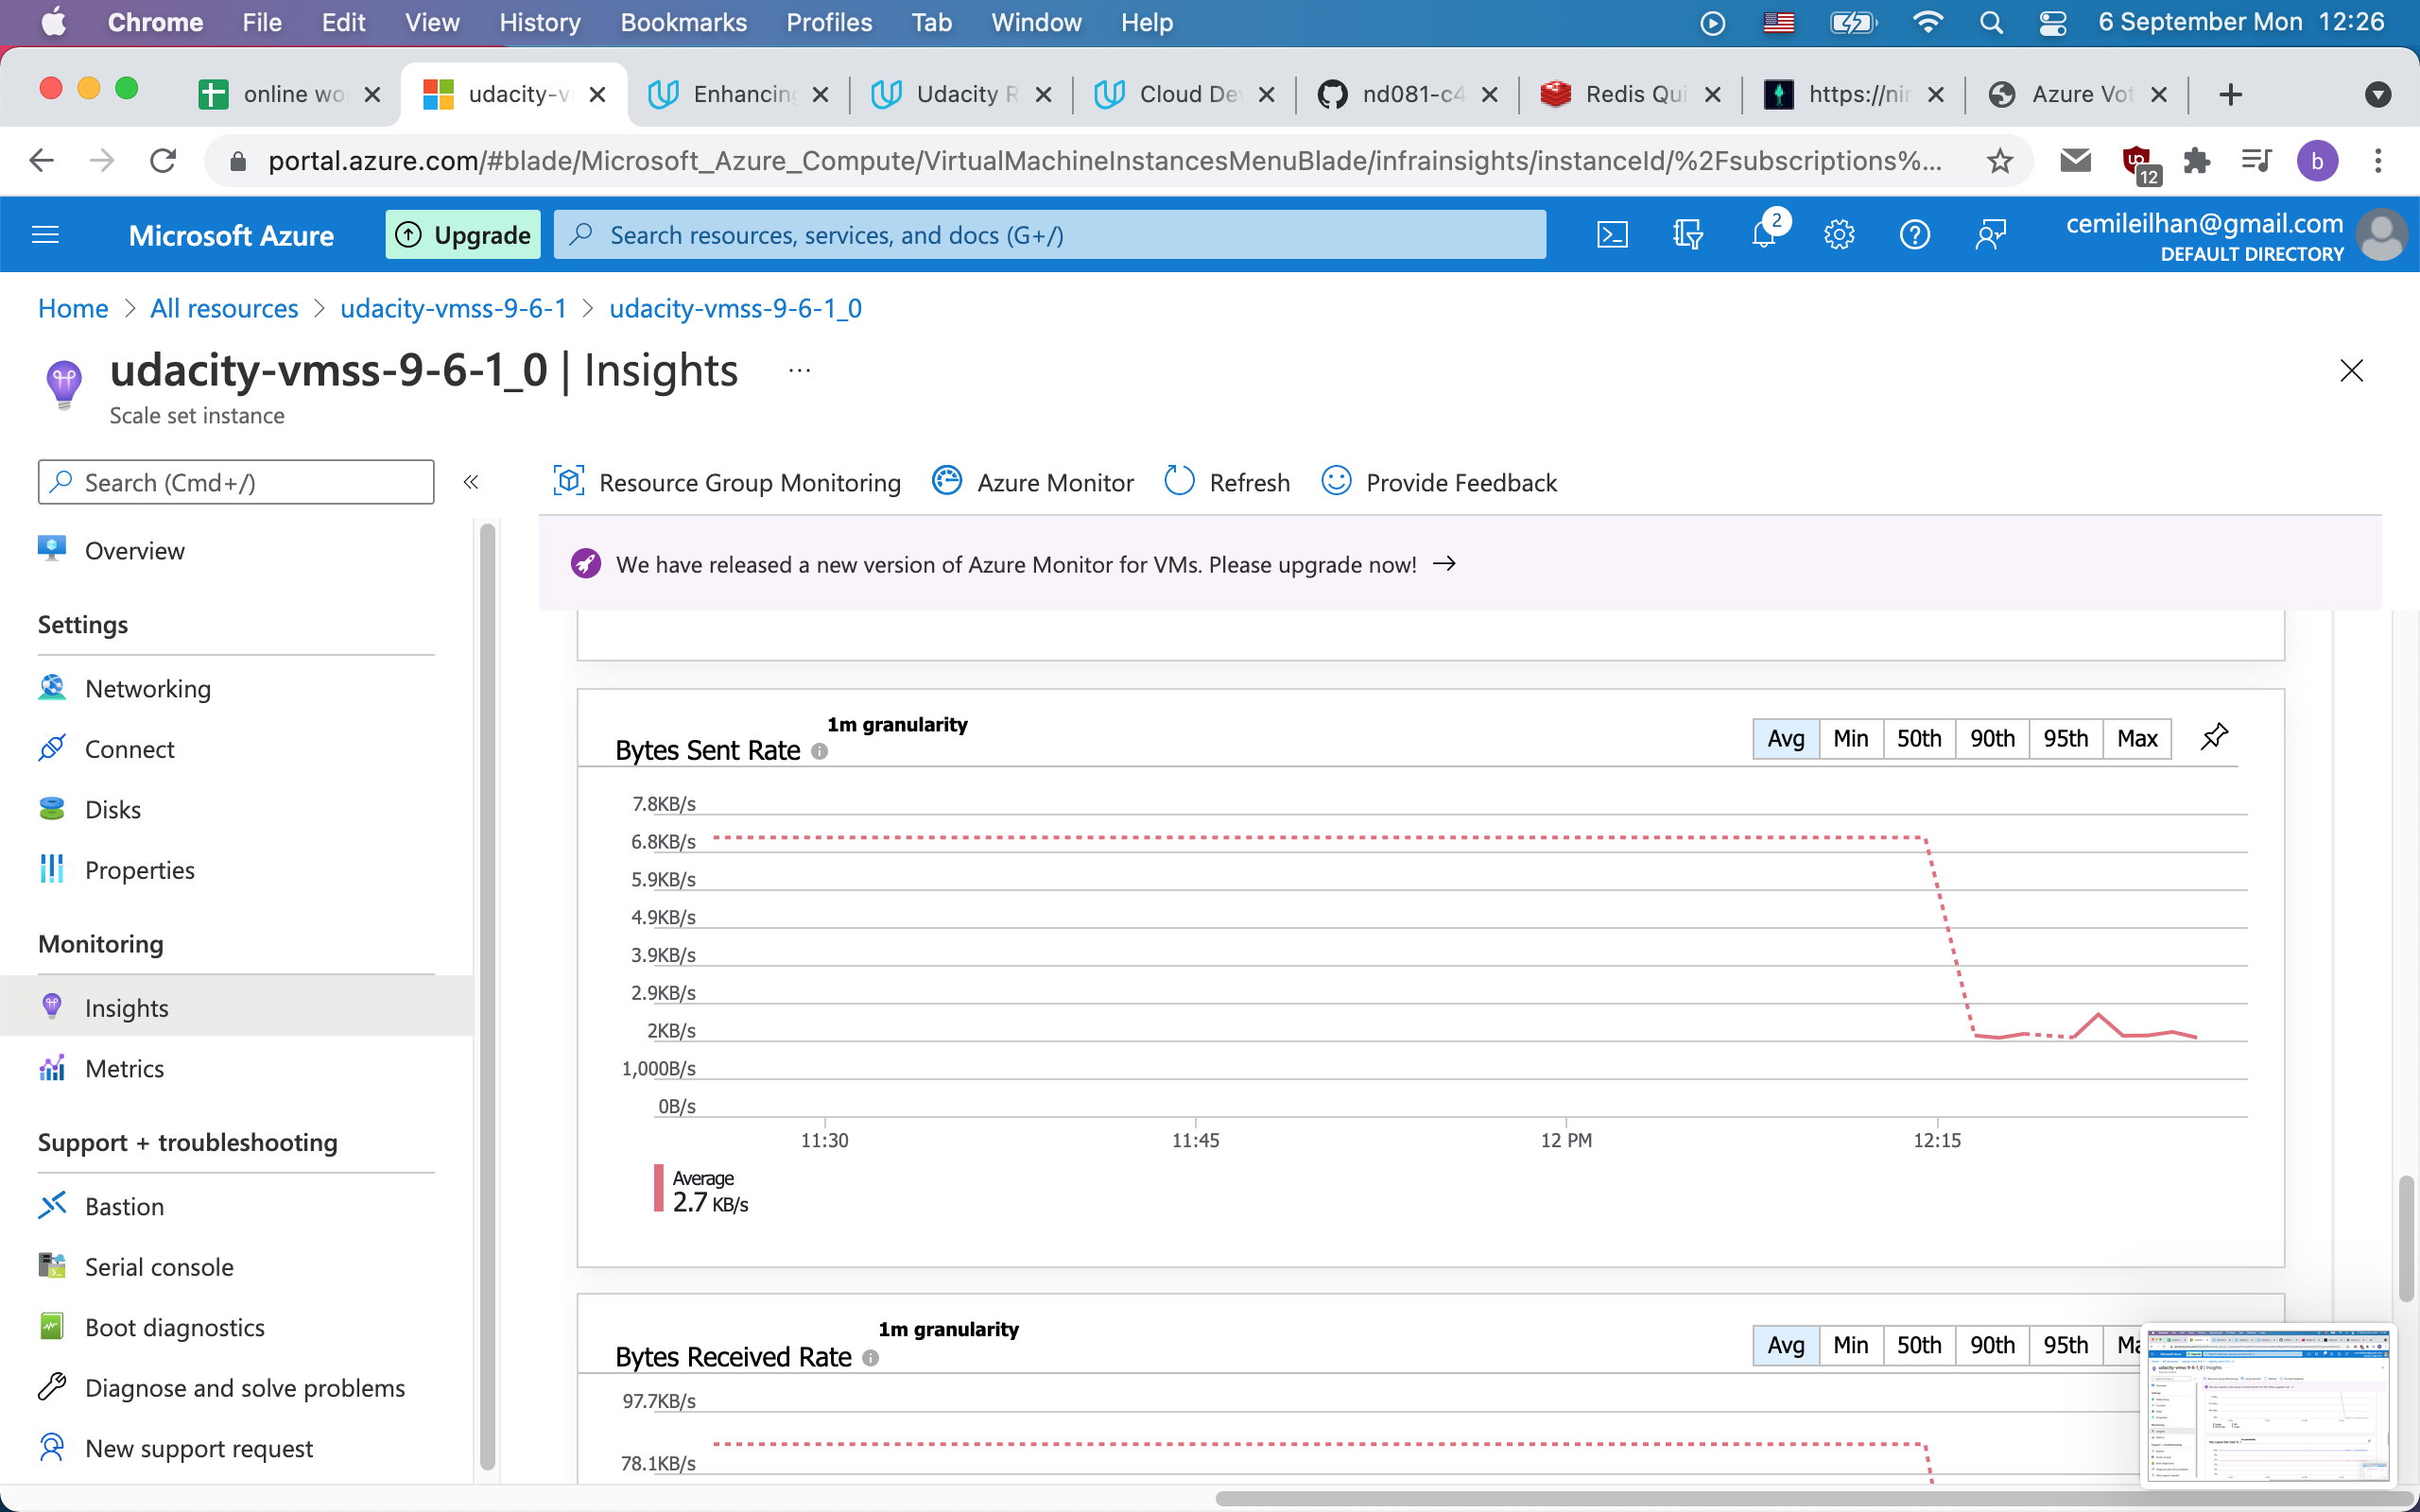 Chrome File Edit View History Bookmarks Profiles Tab Window Help 6 September Mon 12:26
online wo udacity-v Enhancing Udacity R Cloud De nd081-c4 Redis Qui https://nir Azure Vot
portal.azure.com/#blade/Microsoft_Azure_Compute/VirtualMachineInstancesMenuBlade/infrainsights/instanceId/%2Fsubscriptions%... 12 b
Microsoft Azure Upgrade Search resources, services, and docs (G+/) 2 cemileilhan@gmail.com
DEFAULT DIRECTORY
Home > All resources > udacity-vmss-9-6-1 > udacity-vmss-9-6-1_0
udacity-vmss-9-6-1_0 | Insights ...
Scale set instance
Search (Cmd+/) «
Overview
Settings
Networking
Connect
Disks
Properties
Monitoring
Insights
Metrics
Support + troubleshooting
Bastion
Serial console
Boot diagnostics
Diagnose and solve problems
New support request
Resource Group Monitoring Azure Monitor Refresh Provide Feedback
We have released a new version of Azure Monitor for VMs. Please upgrade now! →
1m granularity
Bytes Sent Rate
Avg Min 50th 90th 95th Max
7.8KB/s
6.8KB/s
5.9KB/s
4.9KB/s
3.9KB/s
2.9KB/s
2KB/s
1,000B/s
0B/s
11:30 11:45 12 PM 12:15
Average
2.7 KB/s
1m granularity
Bytes Received Rate
Avg Min 50th 90th 95th
97.7KB/s
78.1KB/s